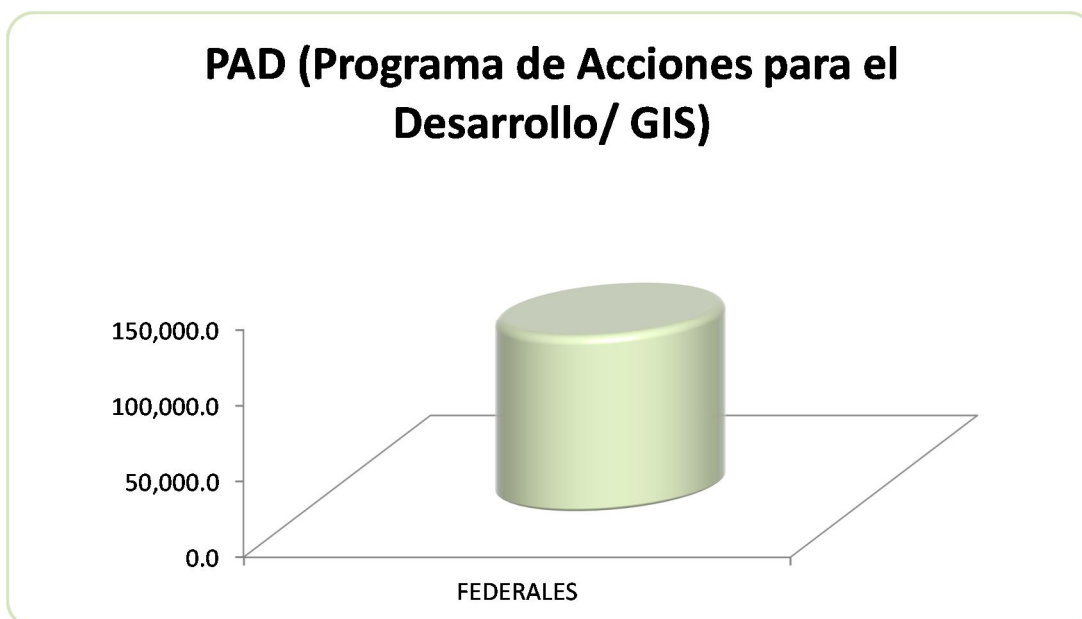 PAD (Programa de Acciones para el
Desarrollo/ GIS)
150,000.0
100,000.0
50,000.0
0.0
FEDERALES